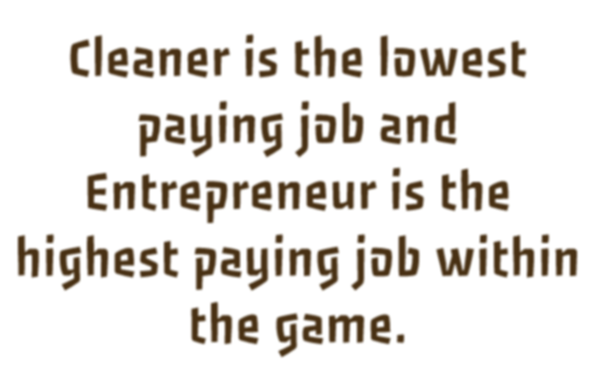 Cleaner is the lowest
paying job and
Entrepreneur is the
highest paying job within
the game.